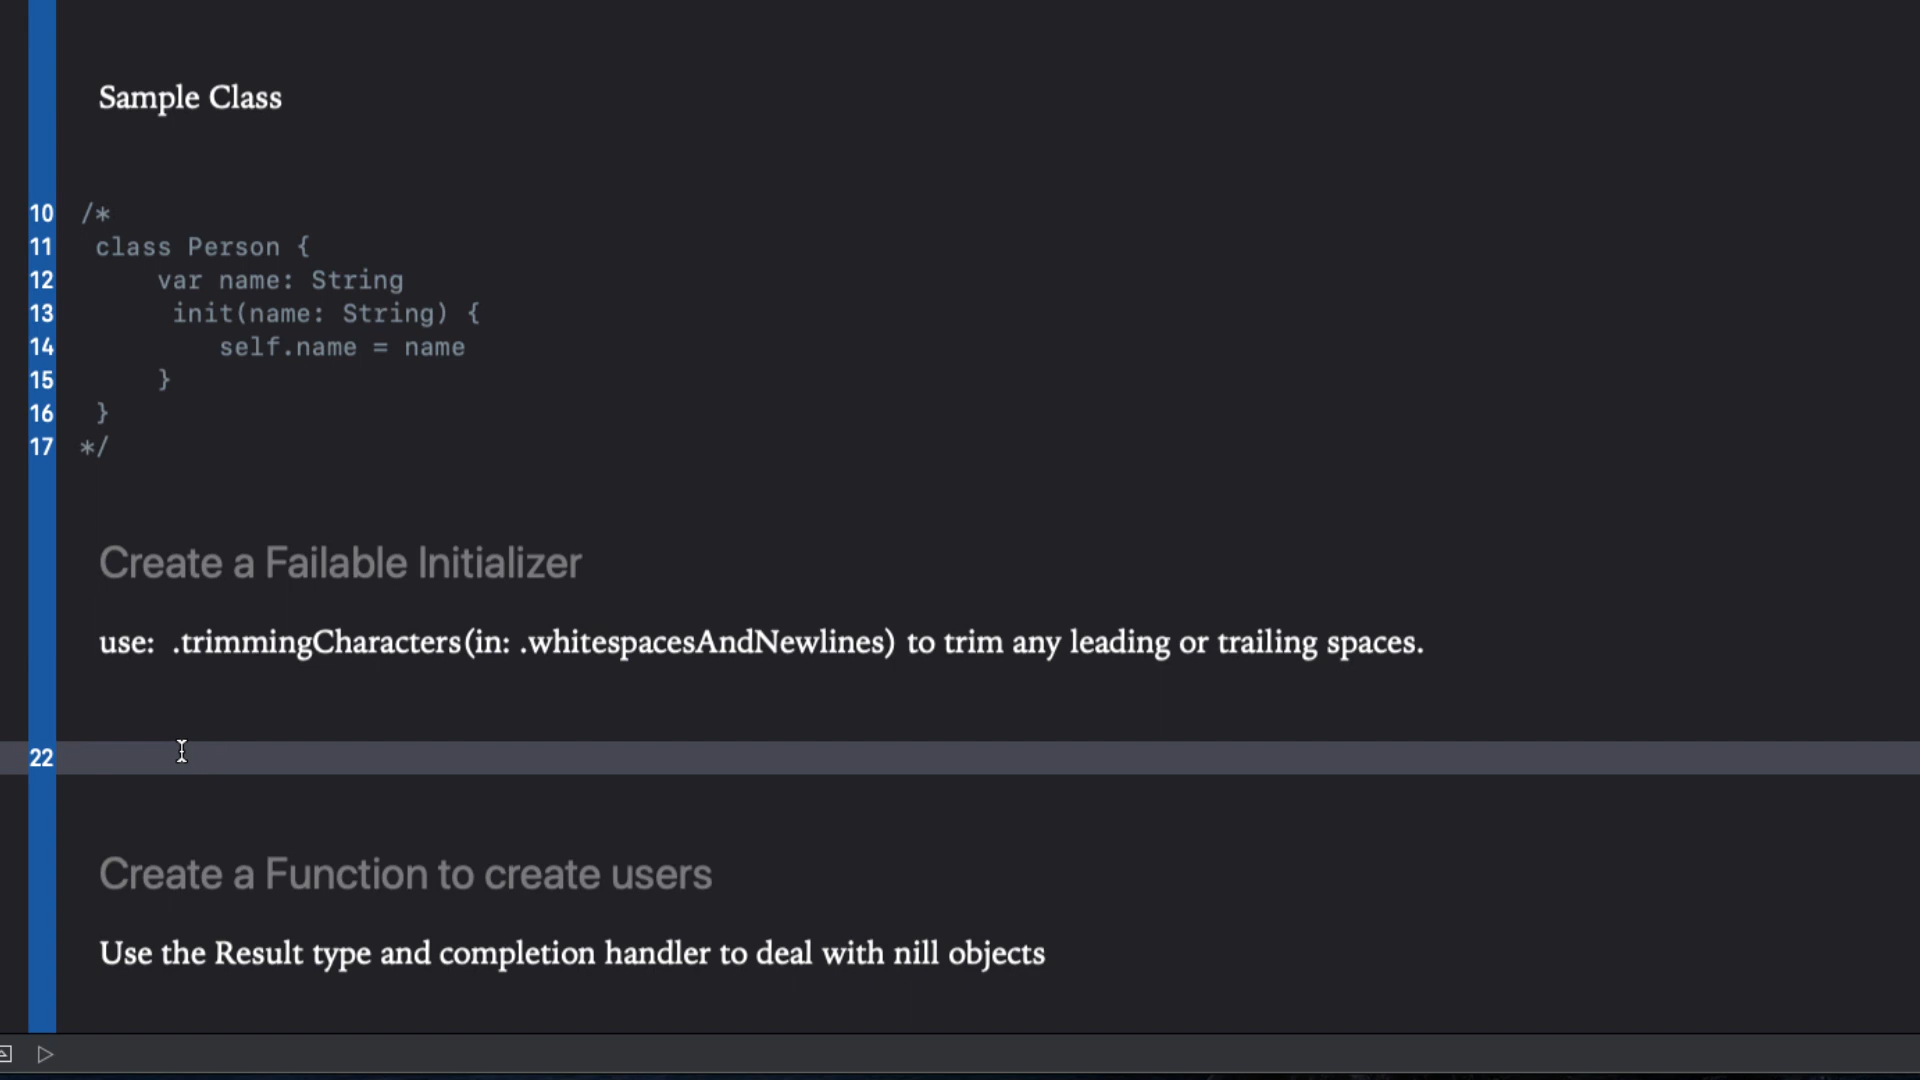 Sample Class
10 /*
11 class Person {
12 var name: String
13 init(name: String) {
14 self.name = name
15 }
16 }
17 */
Create a Failable Initializer
use: .trimmingCharacters(in: .whitespacesAndNewlines) to trim any leading or trailing spaces.
22
Create a Function to create users
Use the Result type and completion handler to deal with nill objects